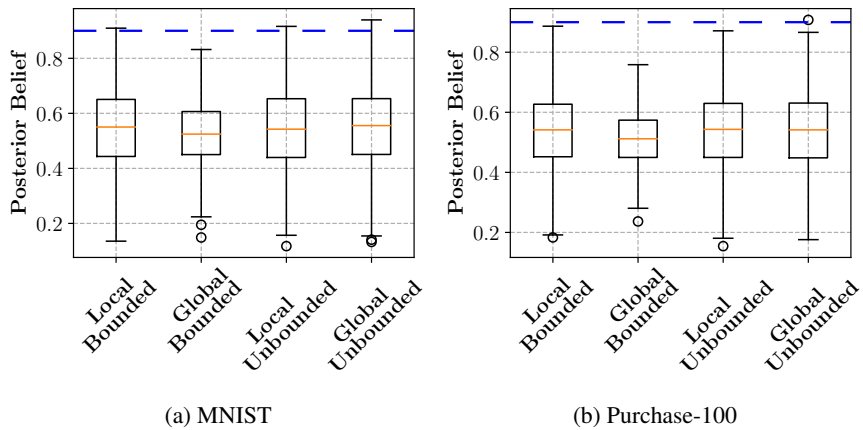 Posterior Belief
0.8
0.6
0.4
0.2
Local
Bounded
Global
Bounded
Local
Unbounded
Global
Unbounded
(a) MNIST
Posterior Belief
0.8
0.6
0.4
0.2
Local
Bounded
Global
Bounded
Local
Unbounded
Global
Unbounded
(b) Purchase-100